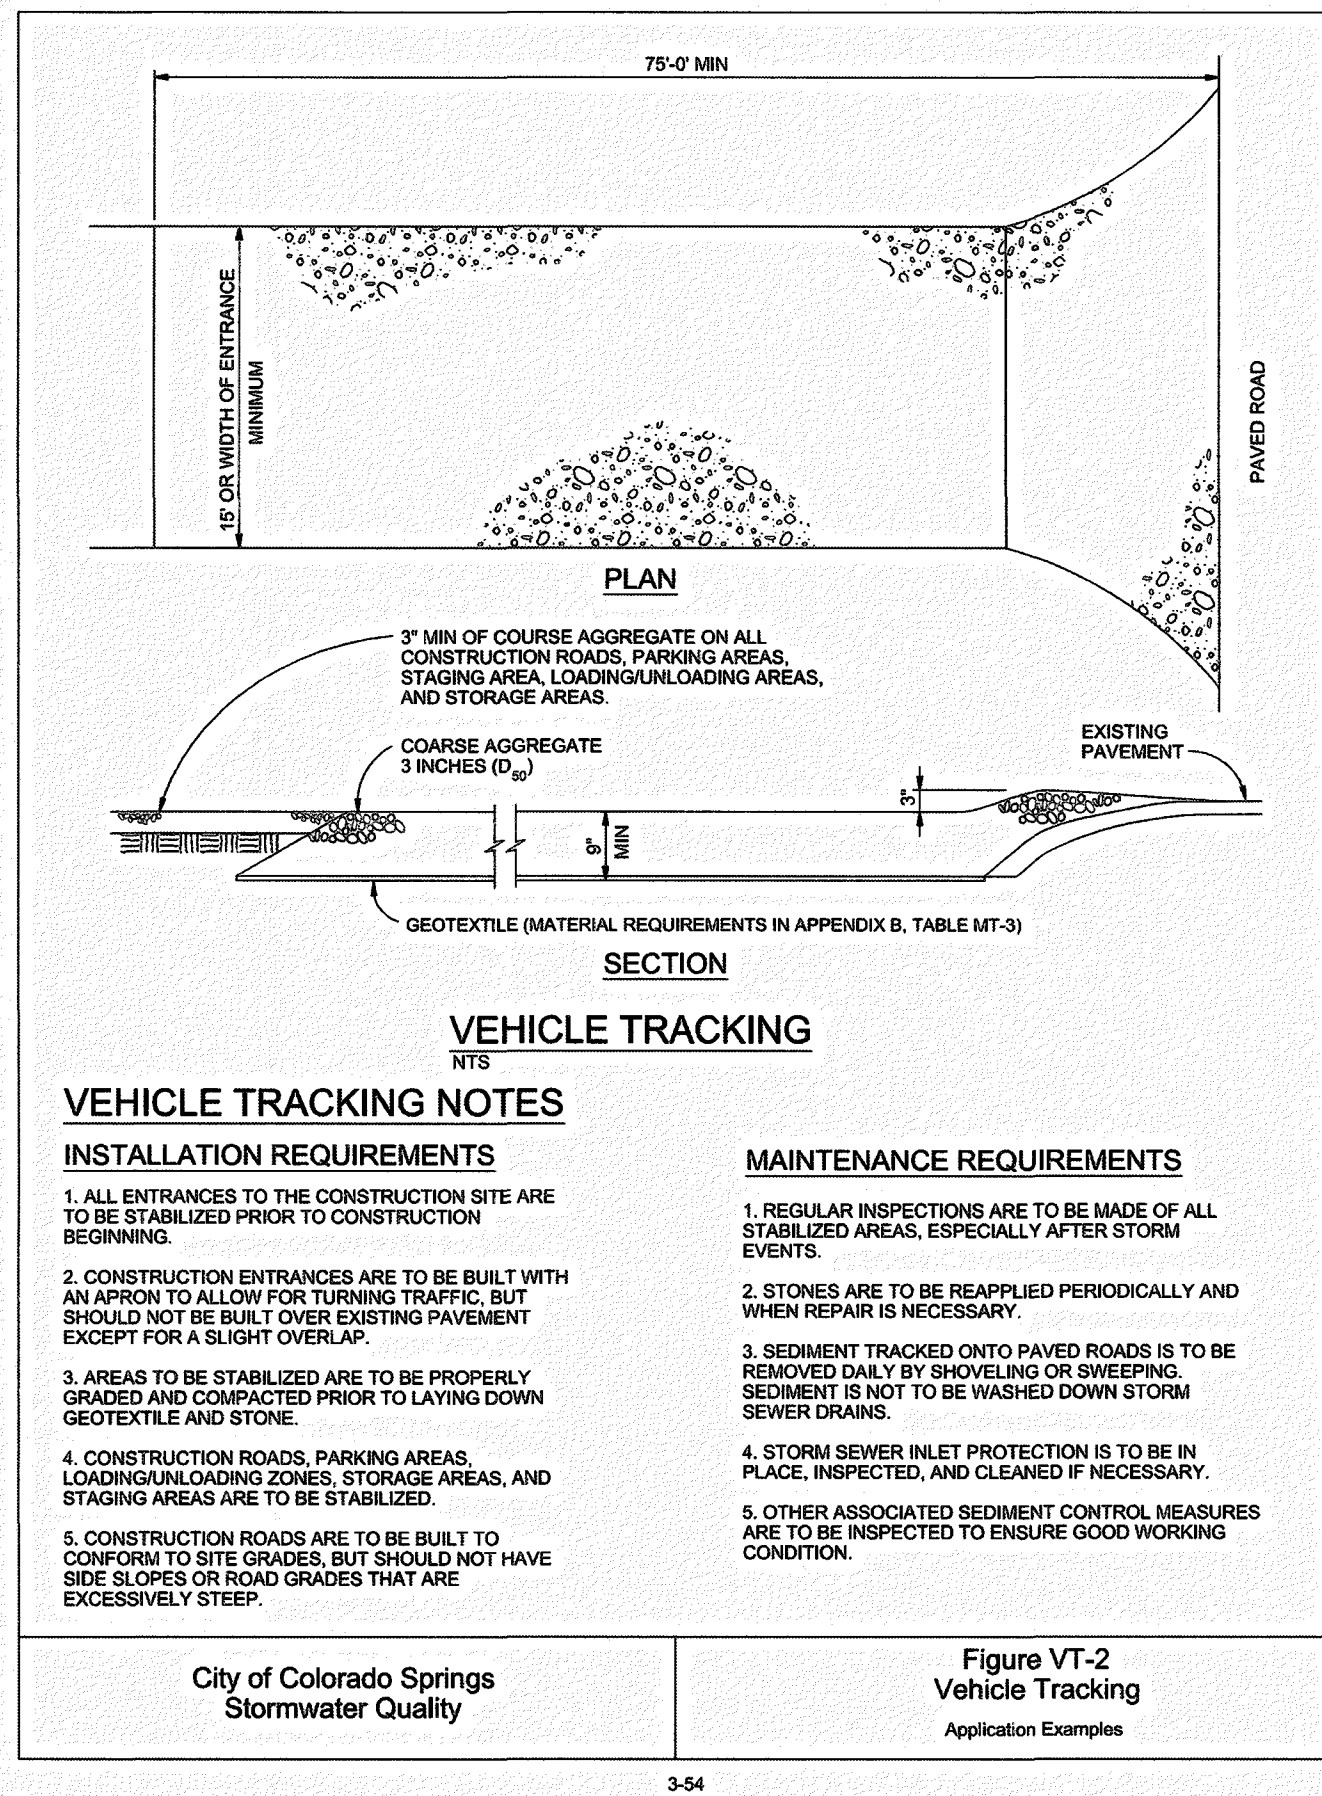 75'-0' MIN
15' OR WIDTH OF ENTRANCE
MINIMUM
PAVED ROAD
PLAN
3" MIN OF COURSE AGGREGATE ON ALL
CONSTRUCTION ROADS, PARKING AREAS,
STAGING AREA, LOADING/UNLOADING AREAS,
AND STORAGE AREAS.
COARSE AGGREGATE
3 INCHES (D50)
EXISTING
PAVEMENT
3"
9"
MIN
GEOTEXTILE (MATERIAL REQUIREMENTS IN APPENDIX B, TABLE MT-3)
SECTION
VEHICLE TRACKING
NTS
VEHICLE TRACKING NOTES
INSTALLATION REQUIREMENTS
1. ALL ENTRANCES TO THE CONSTRUCTION SITE ARE
TO BE STABILIZED PRIOR TO CONSTRUCTION
BEGINNING.
2. CONSTRUCTION ENTRANCES ARE TO BE BUILT WITH
AN APRON TO ALLOW FOR TURNING TRAFFIC, BUT
SHOULD NOT BE BUILT OVER EXISTING PAVEMENT
EXCEPT FOR A SLIGHT OVERLAP.
3. AREAS TO BE STABILIZED ARE TO BE PROPERLY
GRADED AND COMPACTED PRIOR TO LAYING DOWN
GEOTEXTILE AND STONE.
4. CONSTRUCTION ROADS, PARKING AREAS,
LOADING/UNLOADING ZONES, STORAGE AREAS, AND
STAGING AREAS ARE TO BE STABILIZED.
5. CONSTRUCTION ROADS ARE TO BE BUILT TO
CONFORM TO SITE GRADES, BUT SHOULD NOT HAVE
SIDE SLOPES OR ROAD GRADES THAT ARE
EXCESSIVELY STEEP.
MAINTENANCE REQUIREMENTS
1. REGULAR INSPECTIONS ARE TO BE MADE OF ALL
STABILIZED AREAS, ESPECIALLY AFTER STORM
EVENTS.
2. STONES ARE TO BE REAPPLIED PERIODICALLY AND
WHEN REPAIR IS NECESSARY.
3. SEDIMENT TRACKED ONTO PAVED ROADS IS TO BE
REMOVED DAILY BY SHOVELING OR SWEEPING.
SEDIMENT IS NOT TO BE WASHED DOWN STORM
SEWER DRAINS.
4. STORM SEWER INLET PROTECTION IS TO BE IN
PLACE, INSPECTED, AND CLEANED IF NECESSARY.
5. OTHER ASSOCIATED SEDIMENT CONTROL MEASURES
ARE TO BE INSPECTED TO ENSURE GOOD WORKING
CONDITION.
City of Colorado Springs
Stormwater Quality
Figure VT-2
Vehicle Tracking
Application Examples
3-54